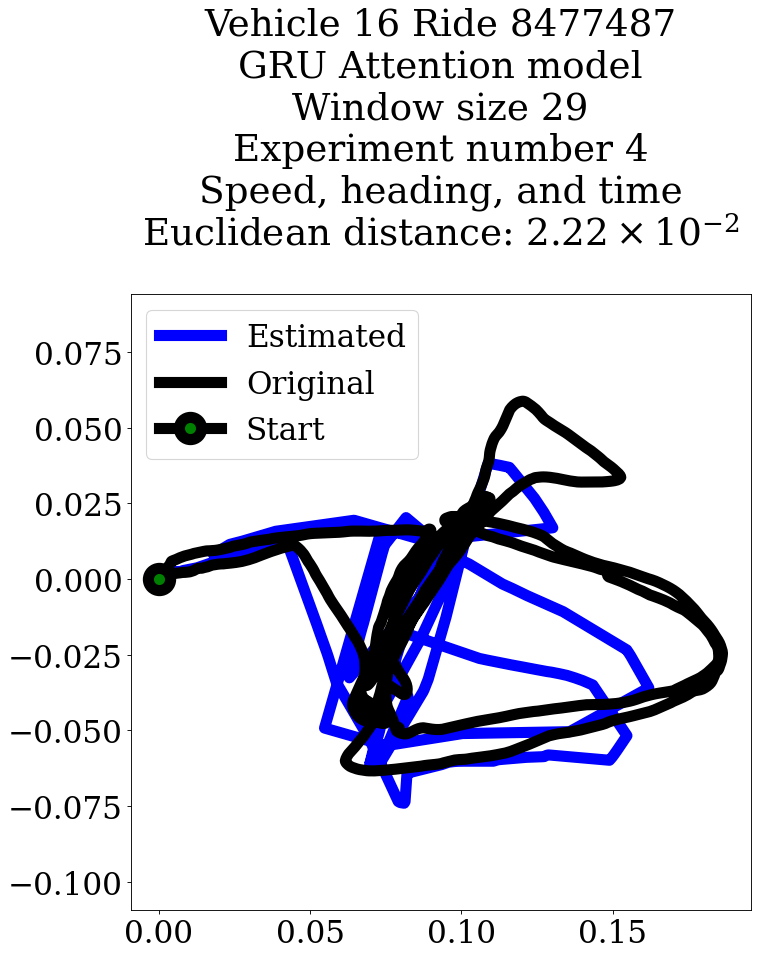 Vehicle 16 Ride 8477487
GRU Attention model
Window size 29
Experiment number 4
Speed, heading, and time
Euclidean distance: 2.22 × 10⁻²
Estimated
Original
Start
0.075
0.050
0.025
0.000
−0.025
−0.050
−0.075
−0.100
0.00 0.05 0.10 0.15